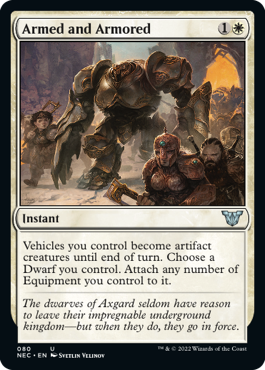 Armed and Armored 1
Instant
Vehicles you control become artifact
creatures until end of turn. Choose a
Dwarf you control. Attach any number of
Equipment you control to it.
The dwarves of Axgard seldom have reason
to leave their impregnable underground
kingdom—but when they do, they go in force.
080 U
NEC • EN SVETLIN VELINOV
™ & © 2022 Wizards of the Coast